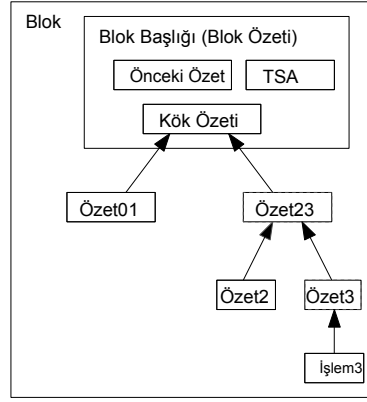 Blok
Blok Başlığı (Blok Özeti)
Önceki Özet
TSA
Kök Özeti
Özet01
Özet23
Özet2
Özet3
İşlem3